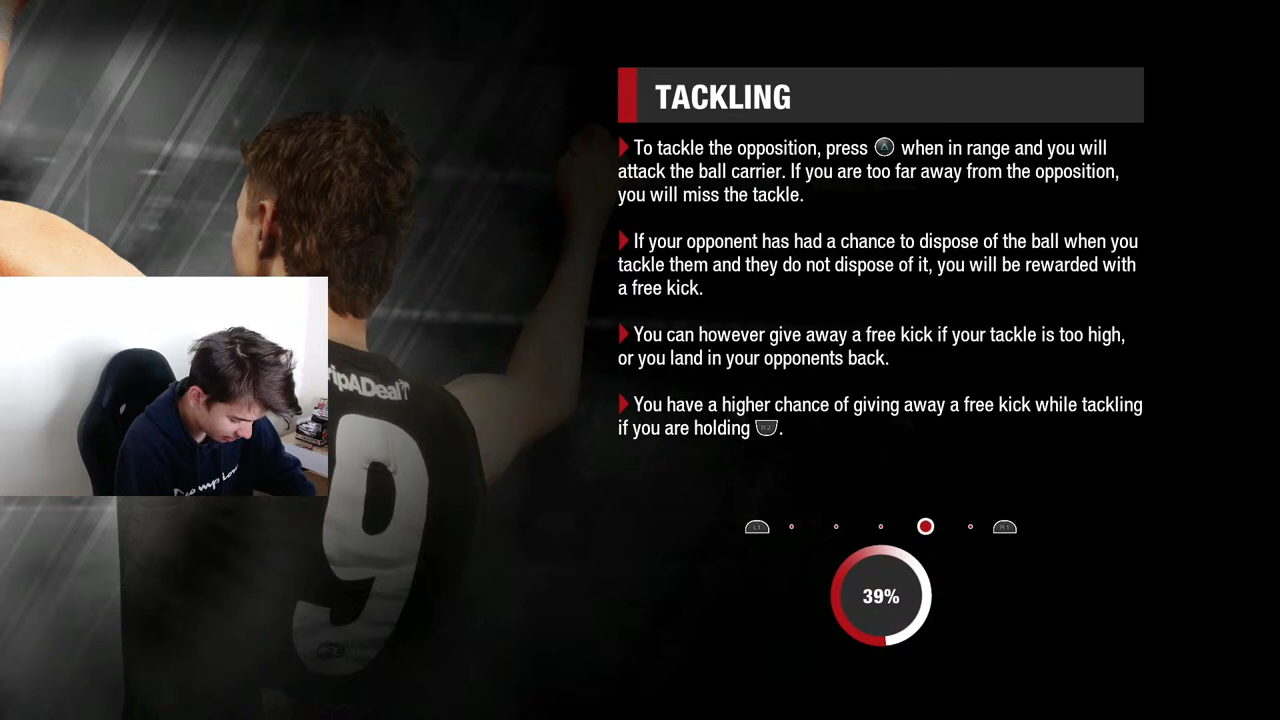 TACKLING
To tackle the opposition, press when in range and you will
attack the ball carrier. If you are too far away from the opposition,
you will miss the tackle.
If your opponent has had a chance to dispose of the ball when you
tackle them and they do not dispose of it, you will be rewarded with
a free kick.
You can however give away a free kick if your tackle is too high,
or you land in your opponents back.
You have a higher chance of giving away a free kick while tackling
if you are holding R2.
ipADeal
9
L1 R1
39%